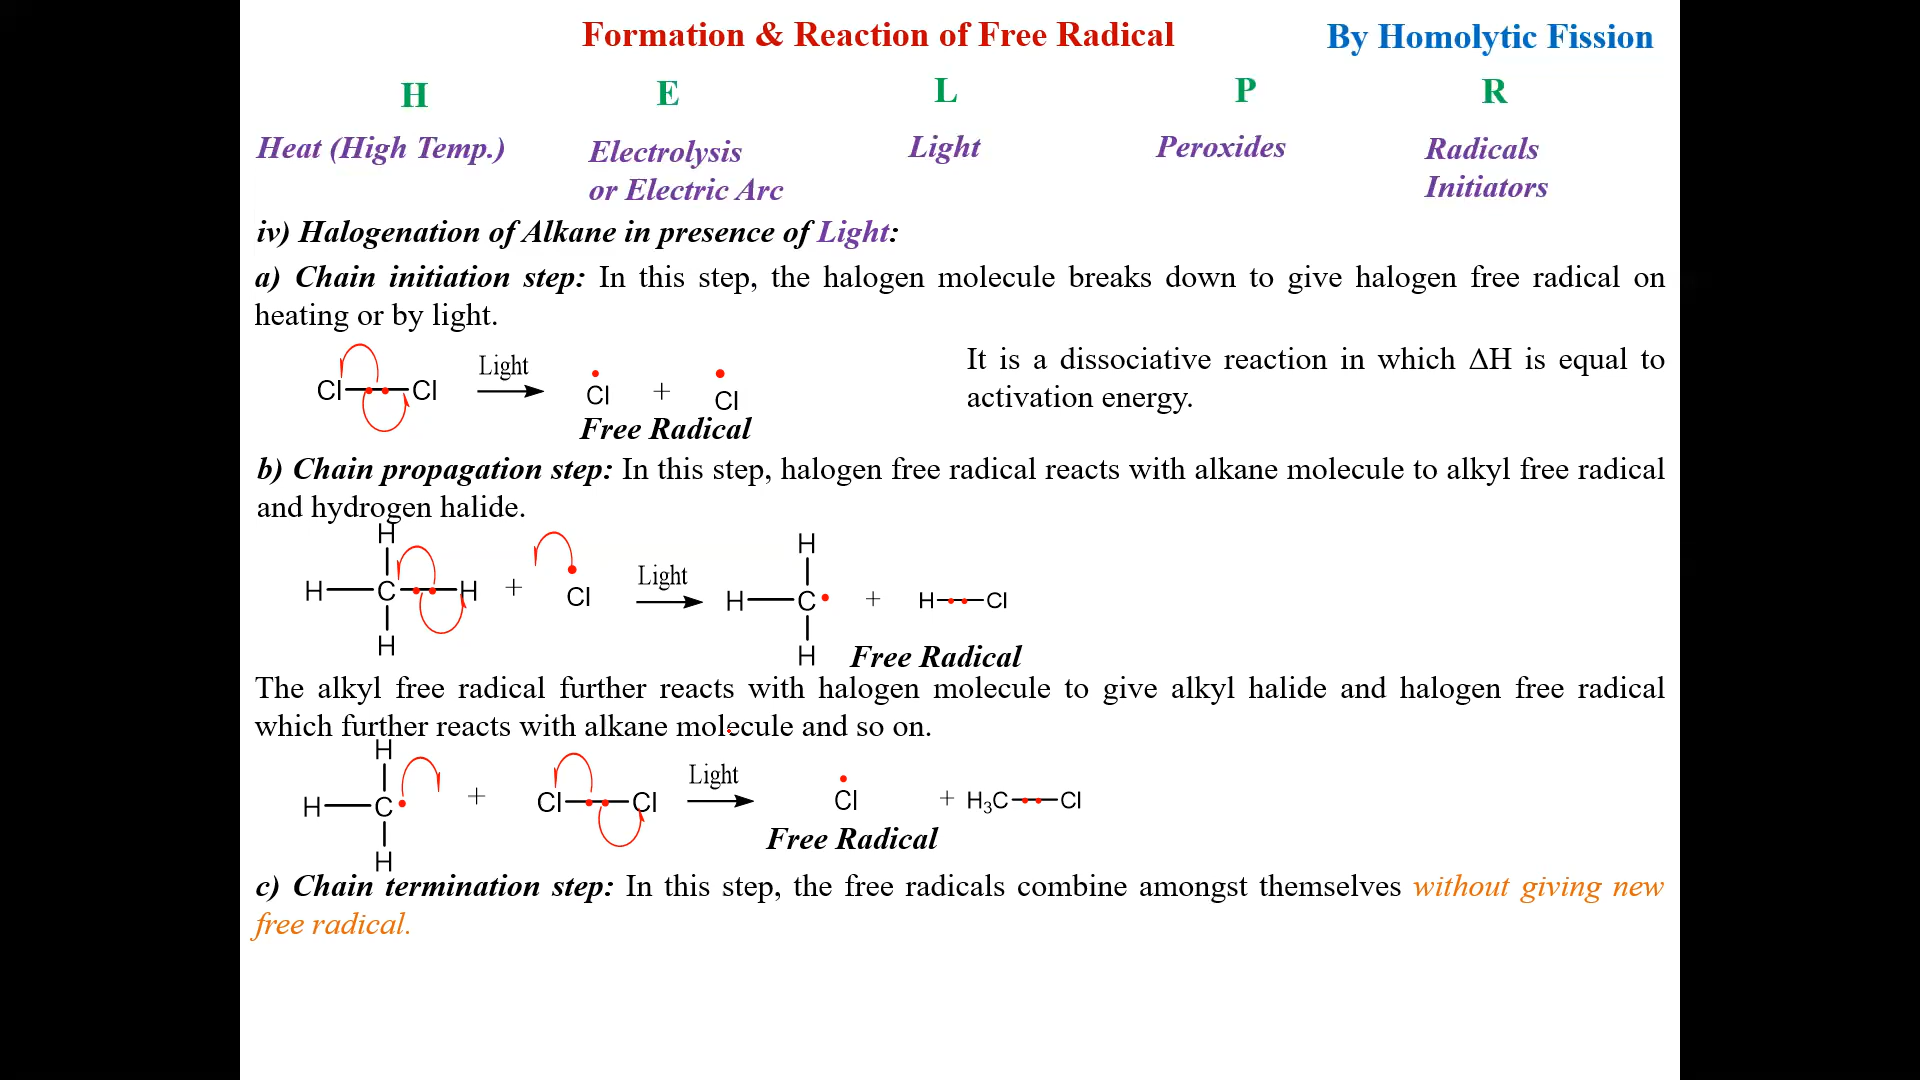 Formation & Reaction of Free Radical
By Homolytic Fission
H E L P R
Heat (High Temp.)
Electrolysis
or Electric Arc
Light
Peroxides
Radicals
Initiators
iv) Halogenation of Alkane in presence of Light:
a) Chain initiation step: In this step, the halogen molecule breaks down to give halogen free radical on
heating or by light.
Cl Cl Light Cl + Cl
Free Radical
It is a dissociative reaction in which ΔH is equal to
activation energy.
b) Chain propagation step: In this step, halogen free radical reacts with alkane molecule to alkyl free radical
and hydrogen halide.
H H
H C H + Cl Light H C + H Cl
H H
Free Radical
The alkyl free radical further reacts with halogen molecule to give alkyl halide and halogen free radical
which further reacts with alkane molecule and so on.
H
H C + Cl Cl Light Cl + H₃C Cl
H
Free Radical
c) Chain termination step: In this step, the free radicals combine amongst themselves without giving new
free radical.